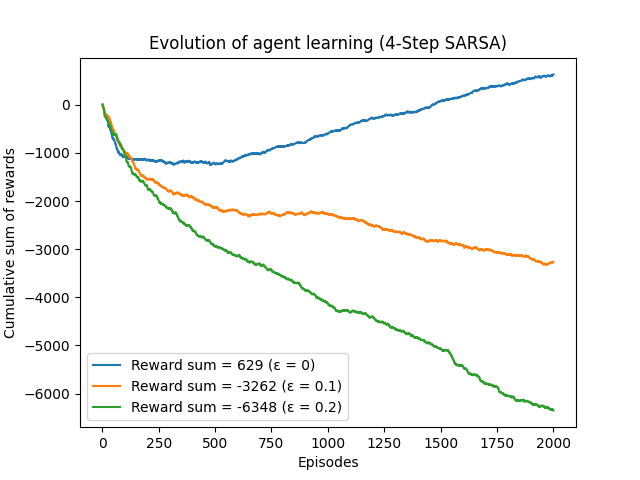 Evolution of agent learning (4-Step SARSA)
Cumulative sum of rewards
0
−1000
−2000
−3000
−4000
−5000
−6000
Reward sum = 629 (ε = 0)
Reward sum = -3262 (ε = 0.1)
Reward sum = -6348 (ε = 0.2)
0 250 500 750 1000 1250 1500 1750 2000
Episodes